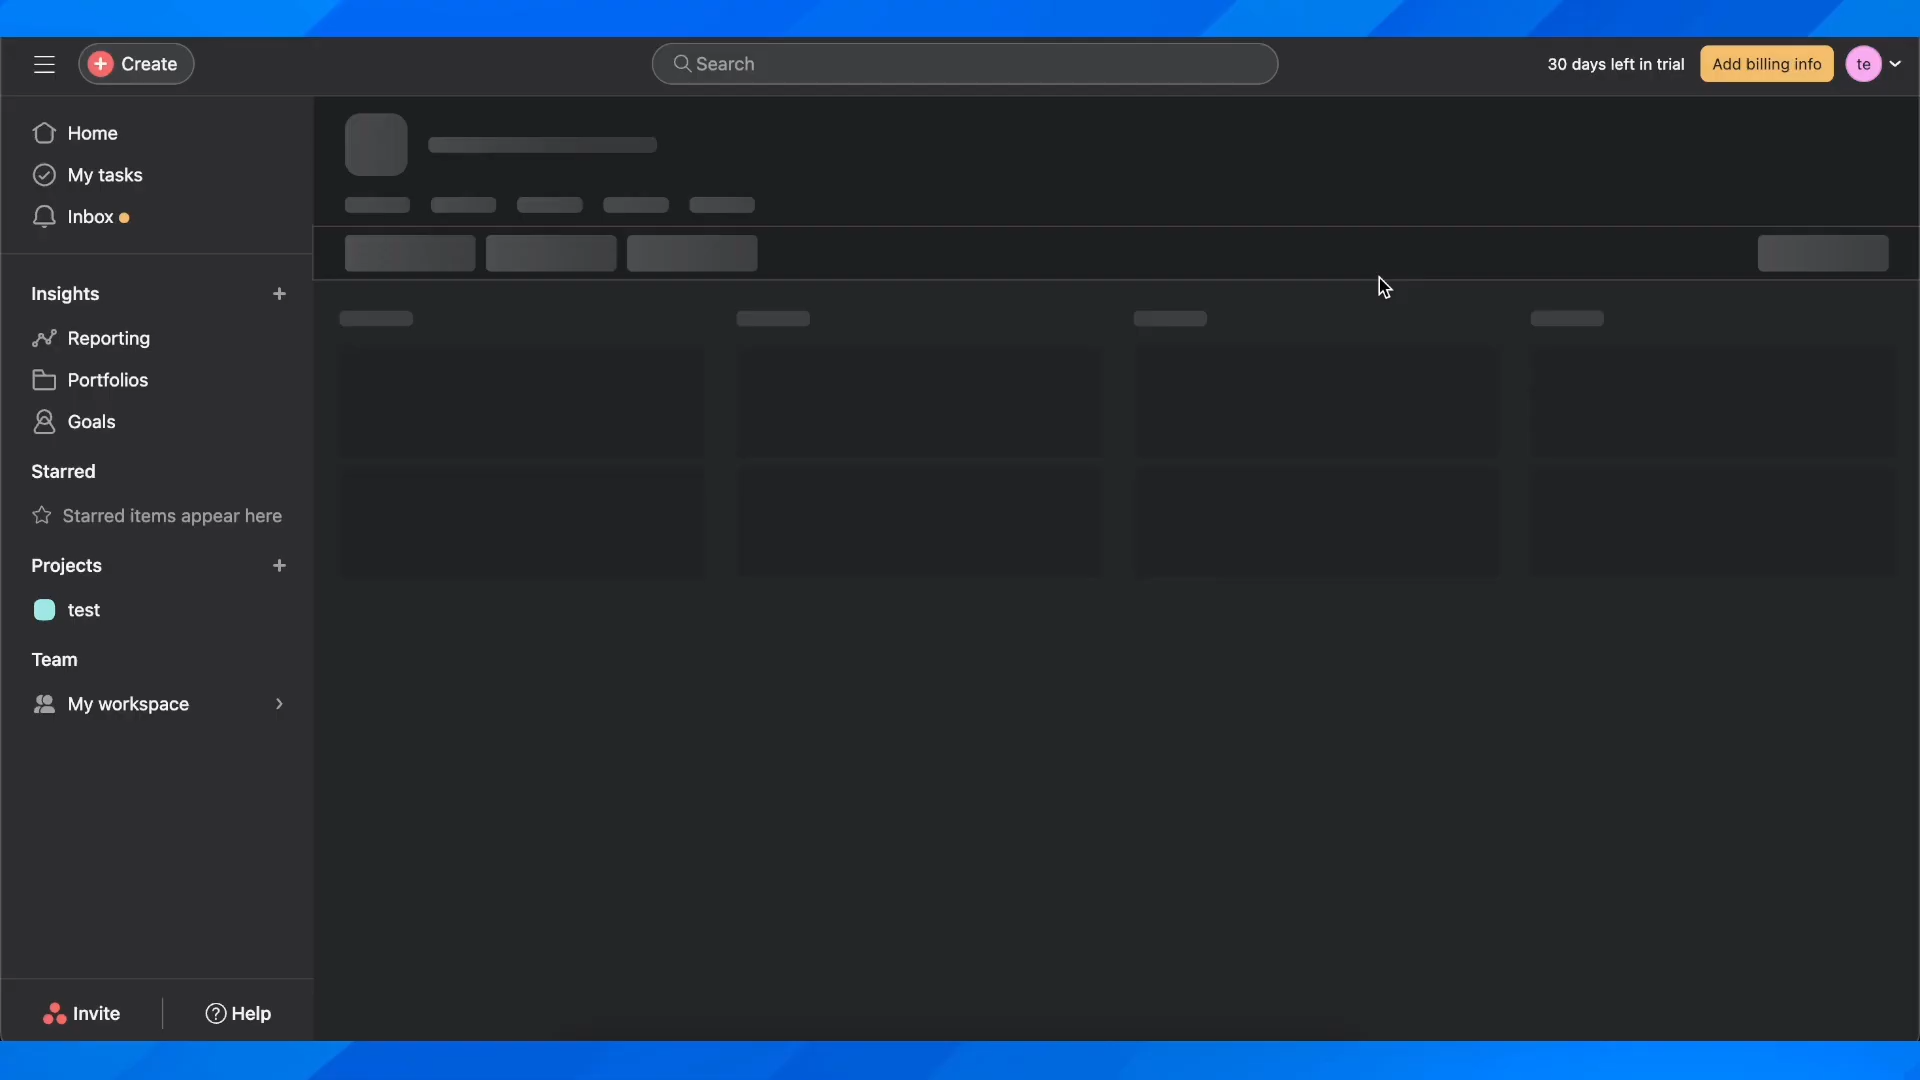 Create
Search
30 days left in trial
Add billing info
te
Home
My tasks
Inbox
Insights
Reporting
Portfolios
Goals
Starred
Starred items appear here
Projects
test
Team
My workspace
Invite
Help